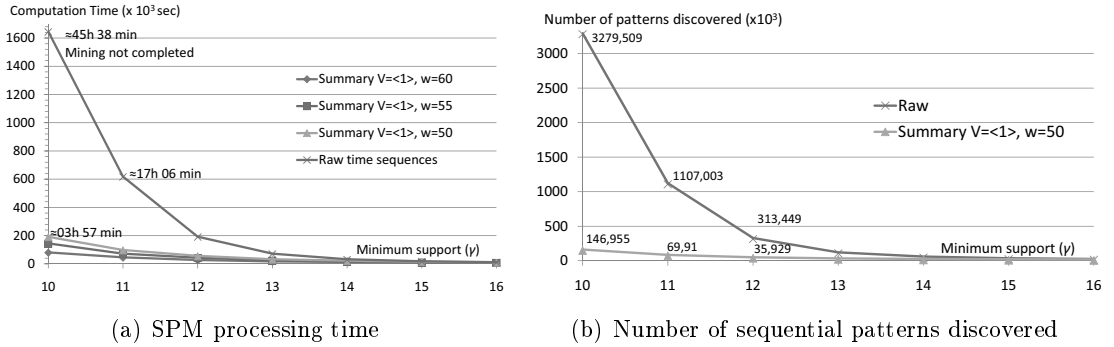 Computation Time (x 10³ sec)
1600
1400
1200
1000
800
600
400
200
0
≈45h 38 min
Mining not completed
Summary V=<1>, w=60
Summary V=<1>, w=55
Summary V=<1>, w=50
Raw time sequences
≈17h 06 min
≈03h 57 min
Minimum support (γ)
10 11 12 13 14 15 16
(a) SPM processing time
Number of patterns discovered (x10³)
3000
2500
2000
1500
1000
500
0
3279,509
Raw
Summary V=<1>, w=50
1107,003
313,449
146,955
69,91
35,929
Minimum support (γ)
10 11 12 13 14 15 16
(b) Number of sequential patterns discovered